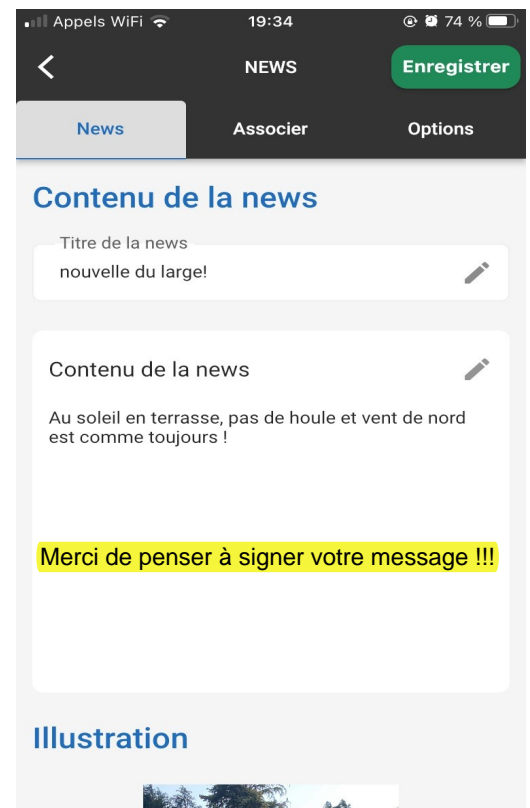 Appels WiFi 19:34 74 %
NEWS Enregistrer
News Associer Options
Contenu de la news
Titre de la news
nouvelle du large!
Contenu de la news
Au soleil en terrasse, pas de houle et vent de nord
est comme toujours !
Merci de penser à signer votre message !!!
Illustration